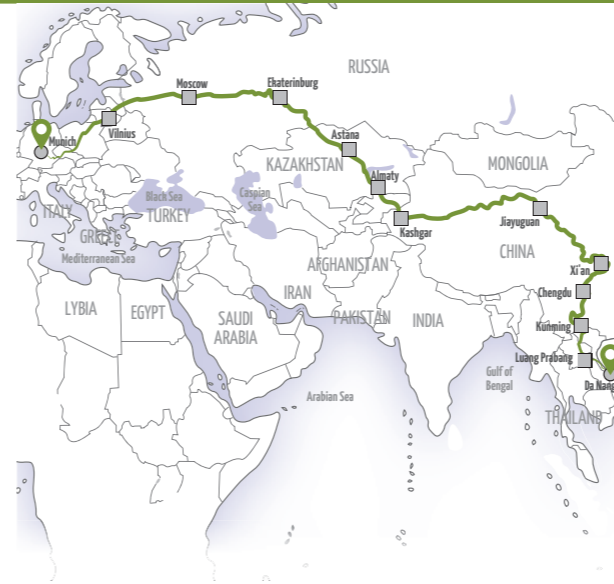 RUSSIA
Moscow
Ekaterinburg
Vilnius
Munich
Astana
KAZAKHSTAN
MONGOLIA
Almaty
Black Sea
Caspian
Sea
ITALY
TURKEY
Jiayuguan
Kashgar
GREECE
CHINA
Mediterranean Sea
AFGHANISTAN
Xi'an
IRAN
Chengdu
LYBIA
EGYPT
SAUDI
ARABIA
PAKISTAN
INDIA
Kunming
Luang Prabang
Gulf of
Bengal
Da Nang
Arabian Sea
THAILAND